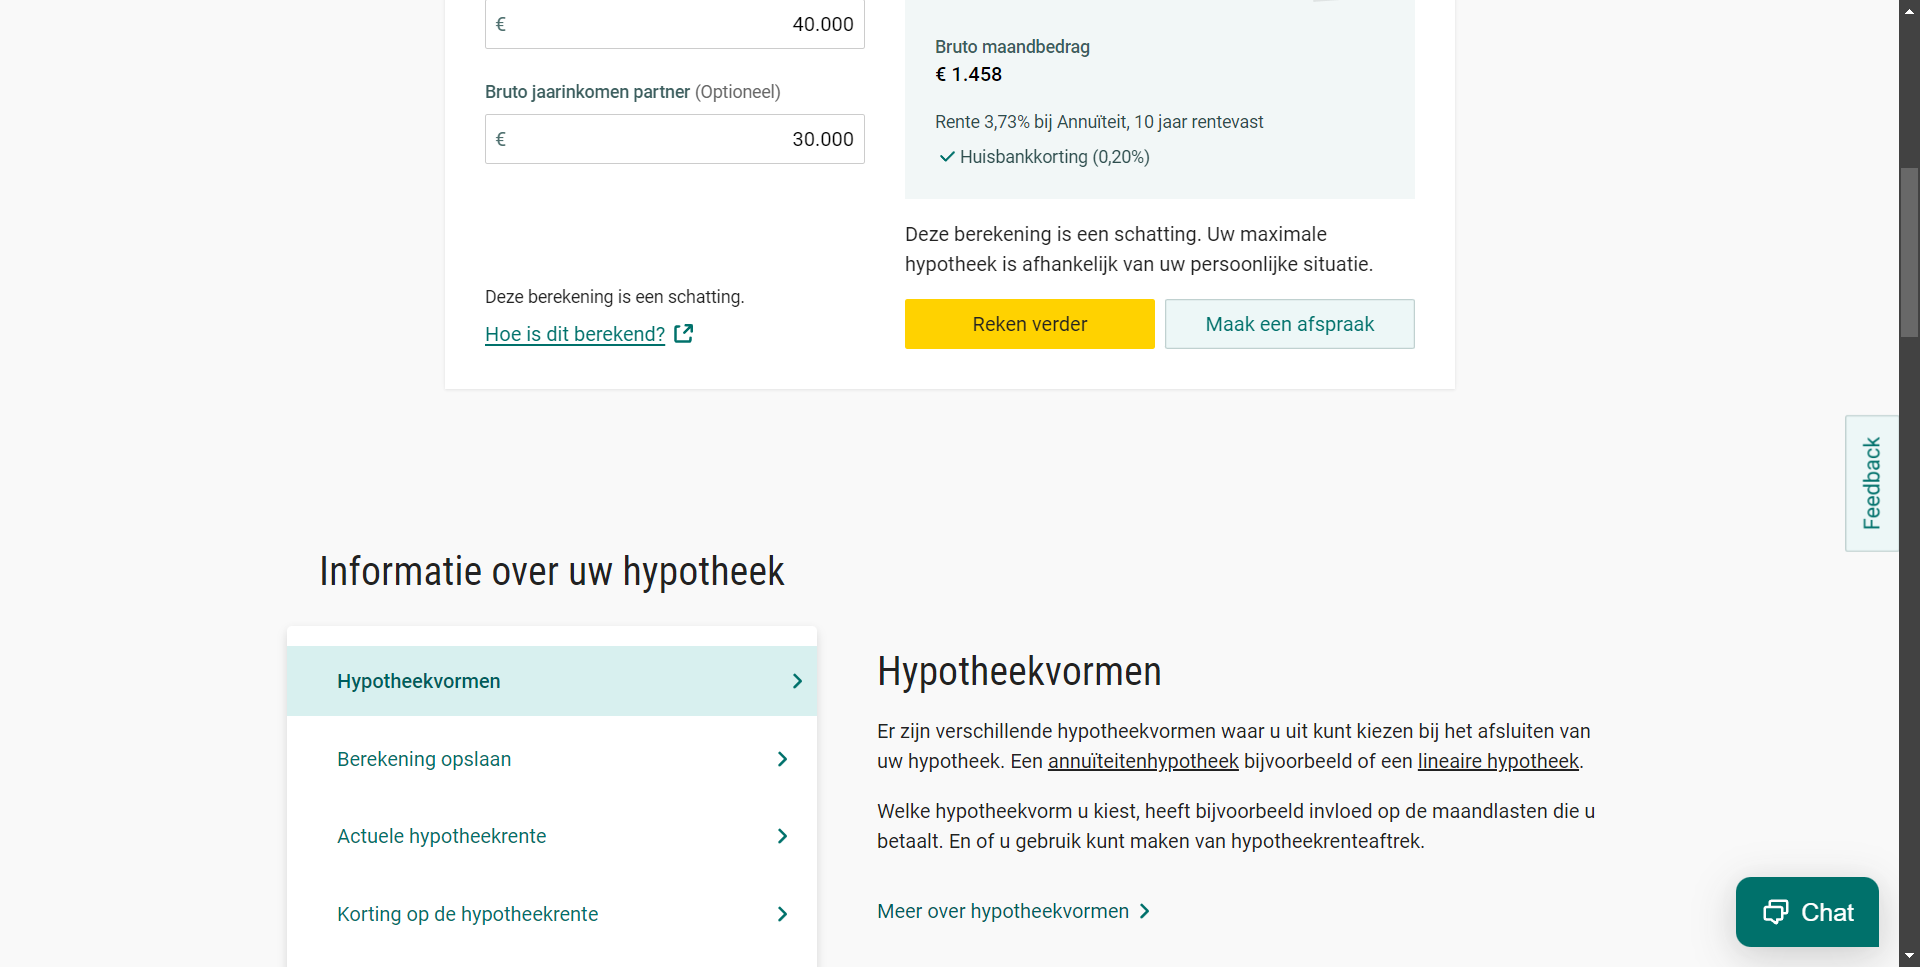 € 40.000
Bruto jaarinkomen partner (Optioneel)
€ 30.000
Deze berekening is een schatting.
Hoe is dit berekend?
Bruto maandbedrag
€ 1.458
Rente 3,73% bij Annuïteit, 10 jaar rentevast
Huisbankkorting (0,20%)
Deze berekening is een schatting. Uw maximale
hypotheek is afhankelijk van uw persoonlijke situatie.
Reken verder
Maak een afspraak
Feedback
Informatie over uw hypotheek
Hypotheekvormen
Berekening opslaan
Actuele hypotheekrente
Korting op de hypotheekrente
Hypotheekvormen
Er zijn verschillende hypotheekvormen waar u uit kunt kiezen bij het afsluiten van
uw hypotheek. Een annuïteitenhypotheek bijvoorbeeld of een lineaire hypotheek.
Welke hypotheekvorm u kiest, heeft bijvoorbeeld invloed op de maandlasten die u
betaalt. En of u gebruik kunt maken van hypotheekrenteaftrek.
Meer over hypotheekvormen
Chat